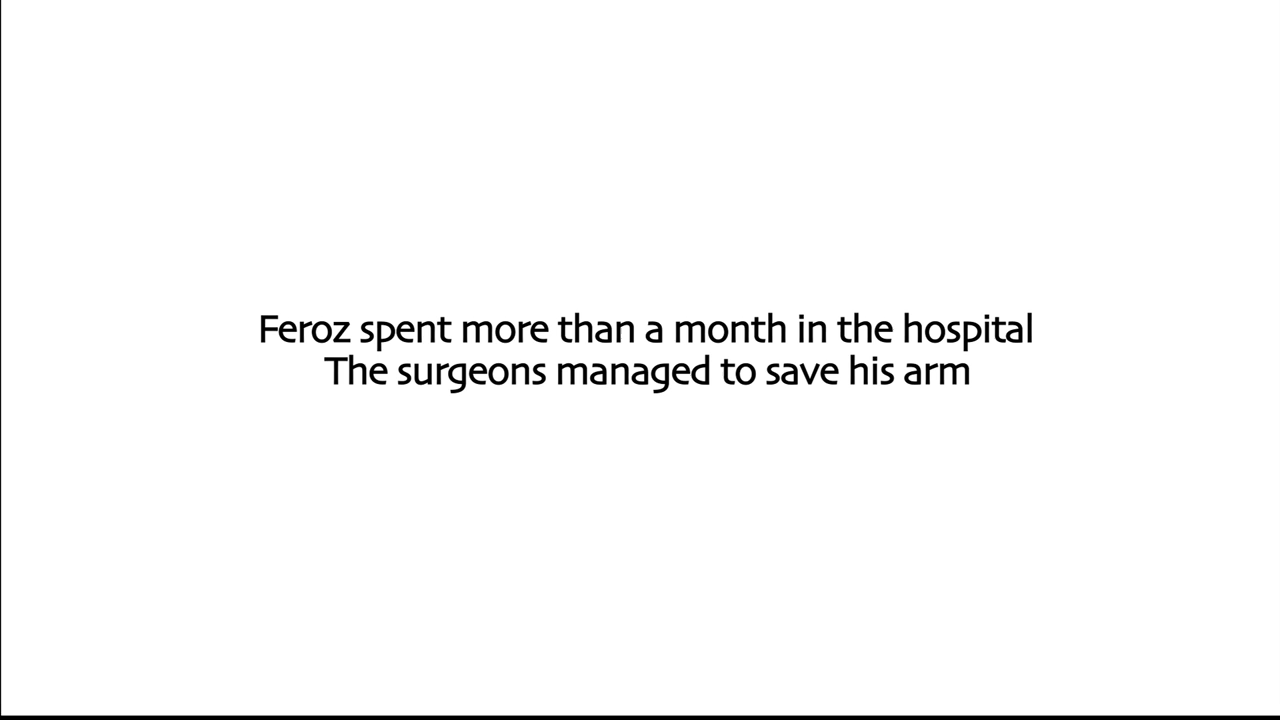 Feroz spent more than a month in the hospital
The surgeons managed to save his arm